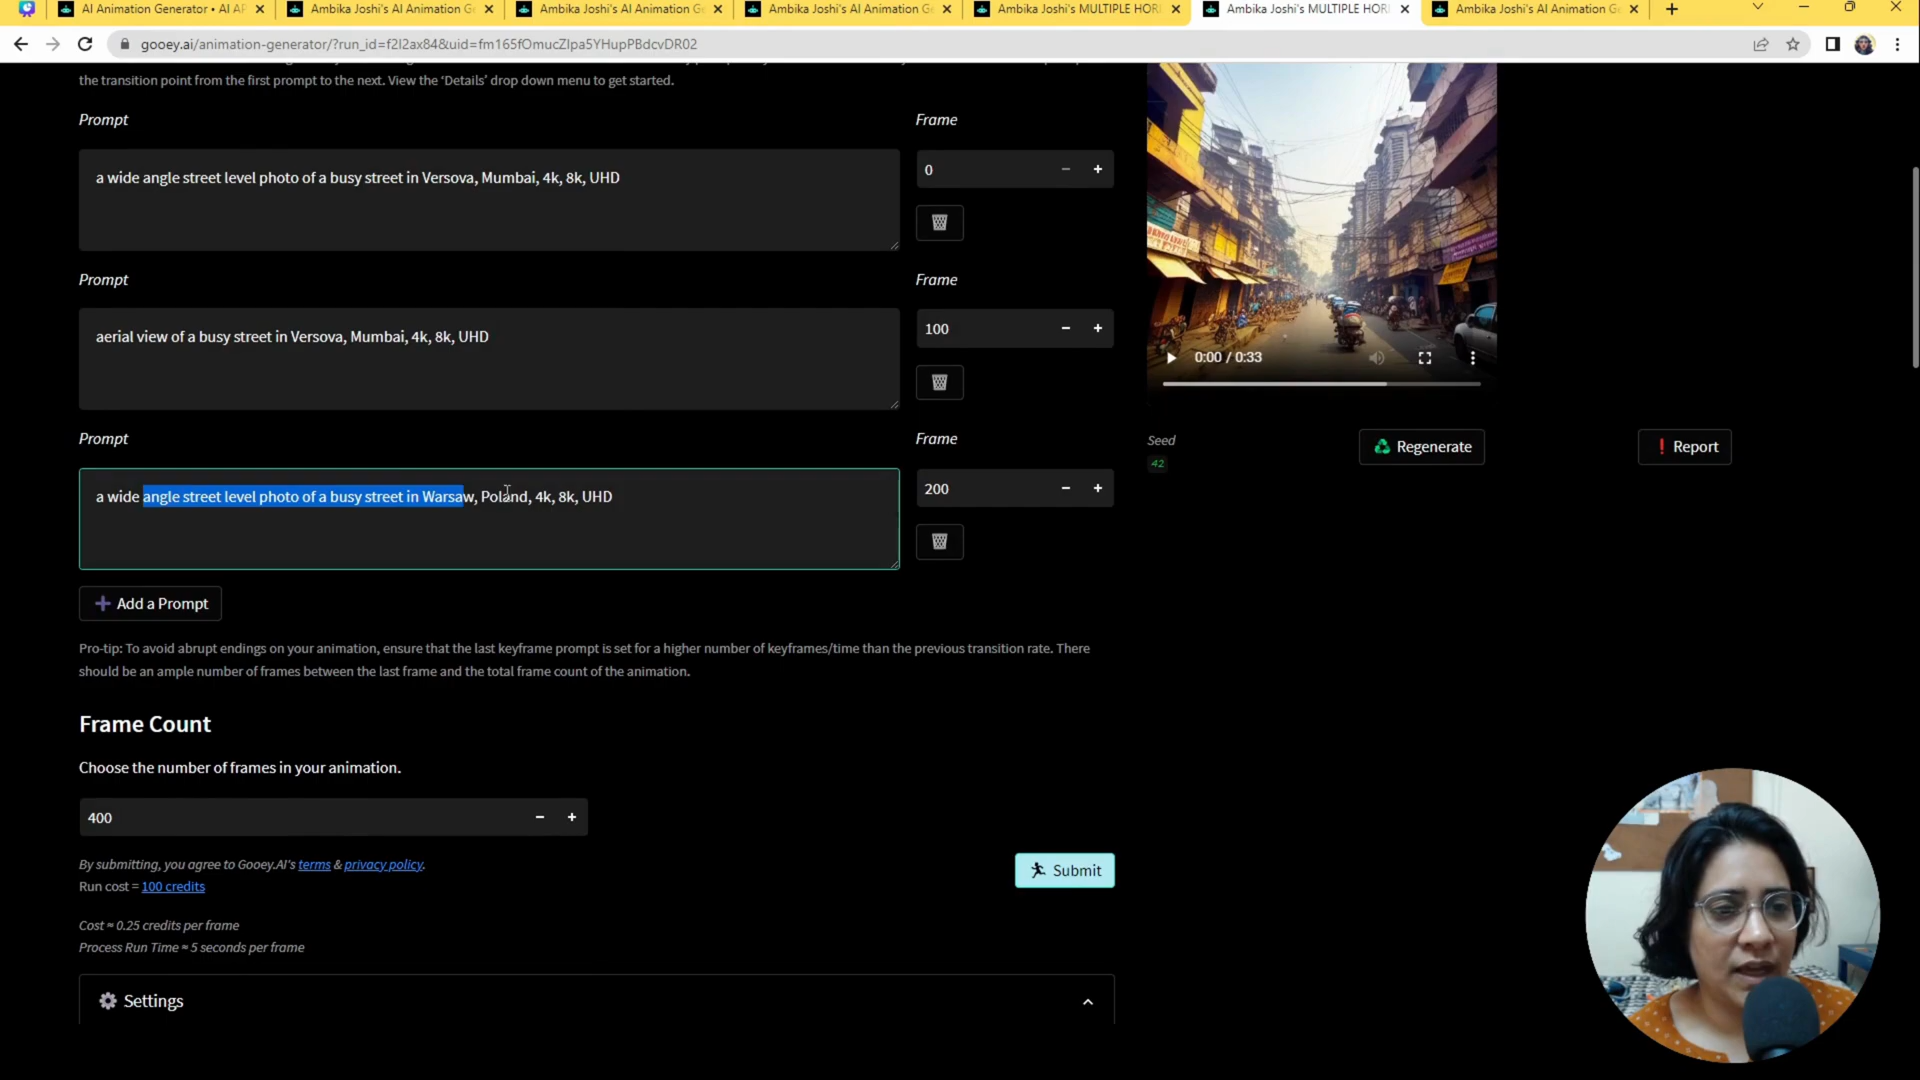 AI Animation Generator • AI AP
Ambika Joshi's AI Animation Ge
Ambika Joshi's AI Animation Ge
Ambika Joshi's AI Animation Ge
Ambika Joshi's MULTIPLE HOR
Ambika Joshi's MULTIPLE HOR
Ambika Joshi's AI Animation Ge
gooey.ai/animation-generator/?run_id=f2l2ax84&uid=fm165fOmucZIpa5YHupPBdcvDR02
the transition point from the first prompt to the next. View the 'Details' drop down menu to get started.
Prompt
Frame
a wide angle street level photo of a busy street in Versova, Mumbai, 4k, 8k, UHD
0
Prompt
Frame
aerial view of a busy street in Versova, Mumbai, 4k, 8k, UHD
100
0:00 / 0:33
Prompt
Frame
Seed
42
Regenerate
Report
a wide angle street level photo of a busy street in Warsaw, Poland, 4k, 8k, UHD
200
Add a Prompt
Pro-tip: To avoid abrupt endings on your animation, ensure that the last keyframe prompt is set for a higher number of keyframes/time than the previous transition rate. There
should be an ample number of frames between the last frame and the total frame count of the animation.
Frame Count
Choose the number of frames in your animation.
400
By submitting, you agree to Gooey.AI's terms & privacy policy.
Run cost = 100 credits
Submit
Cost ≈ 0.25 credits per frame
Process Run Time ≈ 5 seconds per frame
Settings